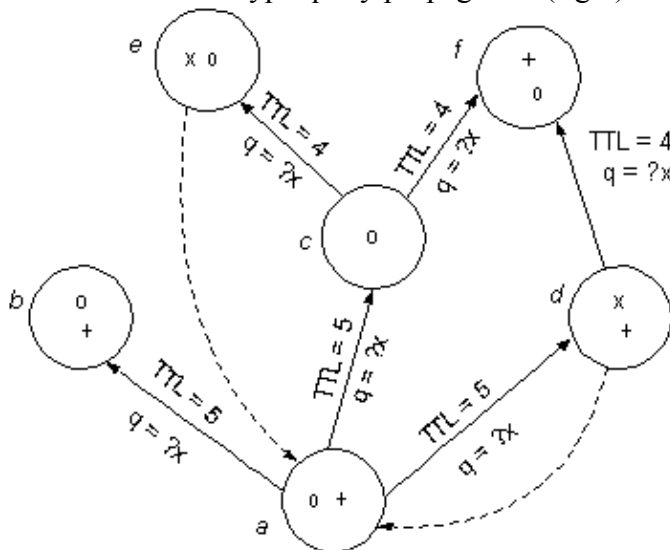 e
f
x o
+
o
TTL = 4
q = ?x
TTL = 4
q = ?x
TTL = 4
q = ?x
c
o
b
o
+
d
x
+
TTL = 5
q = ?x
TTL = 5
q = ?x
TTL = 5
q = ?x
o +
a